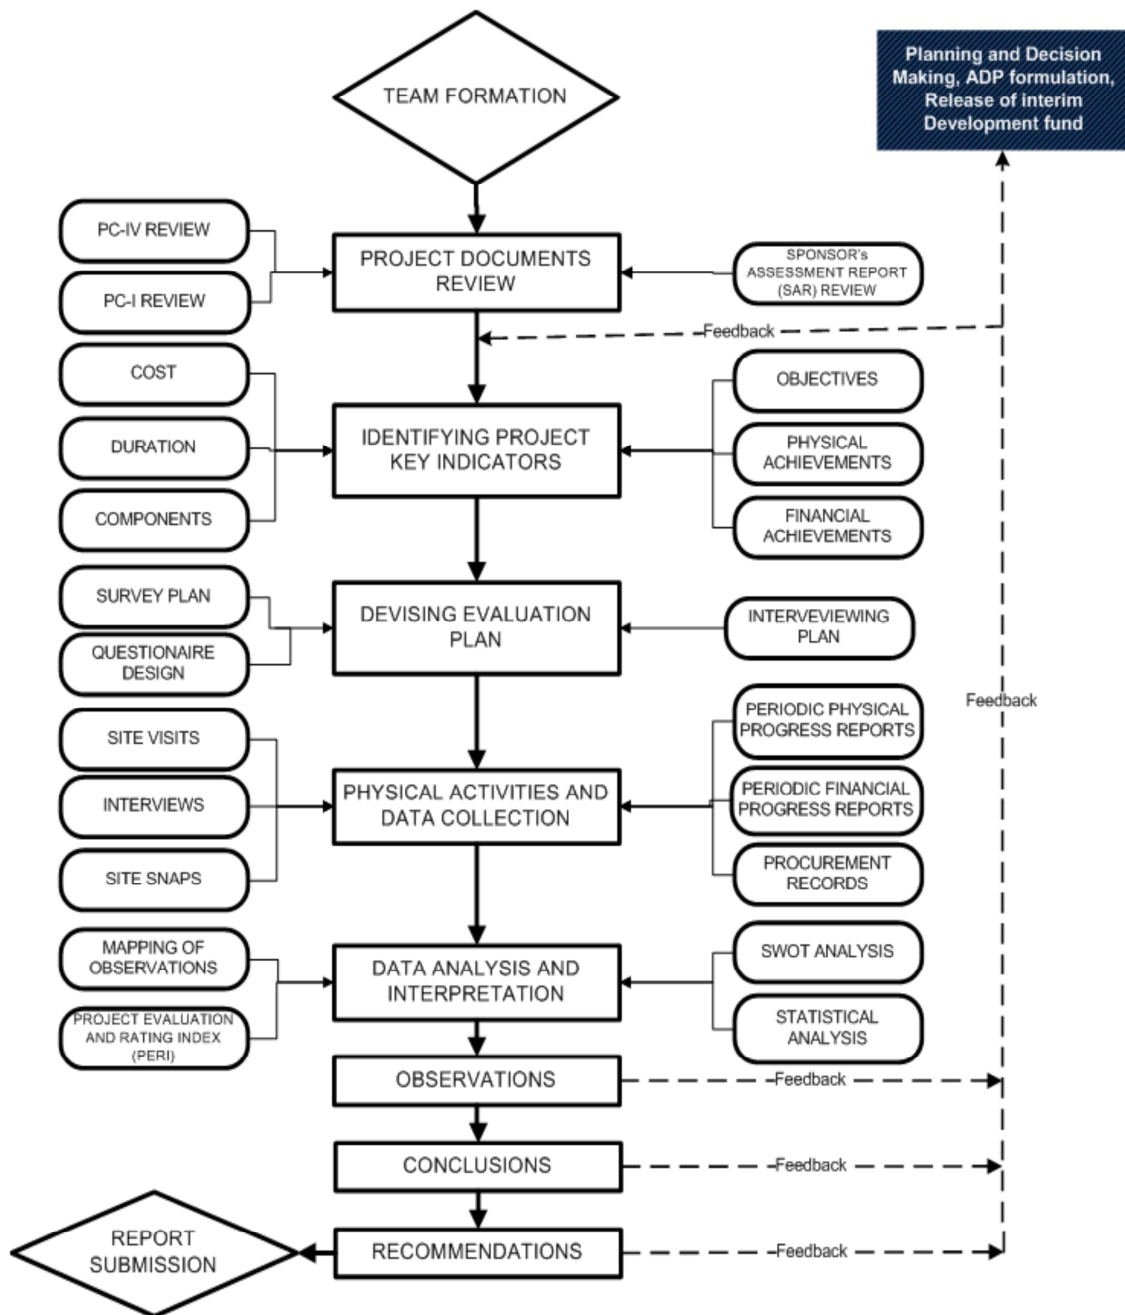 TEAM FORMATION
Planning and Decision
Making, ADP formulation,
Release of interim
Development fund
PC-IV REVIEW
PC-I REVIEW
PROJECT DOCUMENTS
REVIEW
SPONSOR's
ASSESSMENT REPORT
(SAR) REVIEW
Feedback
COST
DURATION
COMPONENTS
IDENTIFYING PROJECT
KEY INDICATORS
OBJECTIVES
PHYSICAL
ACHIEVEMENTS
FINANCIAL
ACHIEVEMENTS
SURVEY PLAN
QUESTIONAIRE
DESIGN
DEVISING EVALUATION
PLAN
INTERVEVIEWING
PLAN
Feedback
SITE VISITS
INTERVIEWS
SITE SNAPS
PHYSICAL ACTIVITIES AND
DATA COLLECTION
PERIODIC PHYSICAL
PROGRESS REPORTS
PERIODIC FINANCIAL
PROGRESS REPORTS
PROCUREMENT
RECORDS
MAPPING OF
OBSERVATIONS
PROJECT EVALUATION
AND RATING INDEX
(PERI)
DATA ANALYSIS AND
INTERPRETATION
SWOT ANALYSIS
STATISTICAL
ANALYSIS
OBSERVATIONS
Feedback
CONCLUSIONS
Feedback
REPORT
SUBMISSION
RECOMMENDATIONS
Feedback